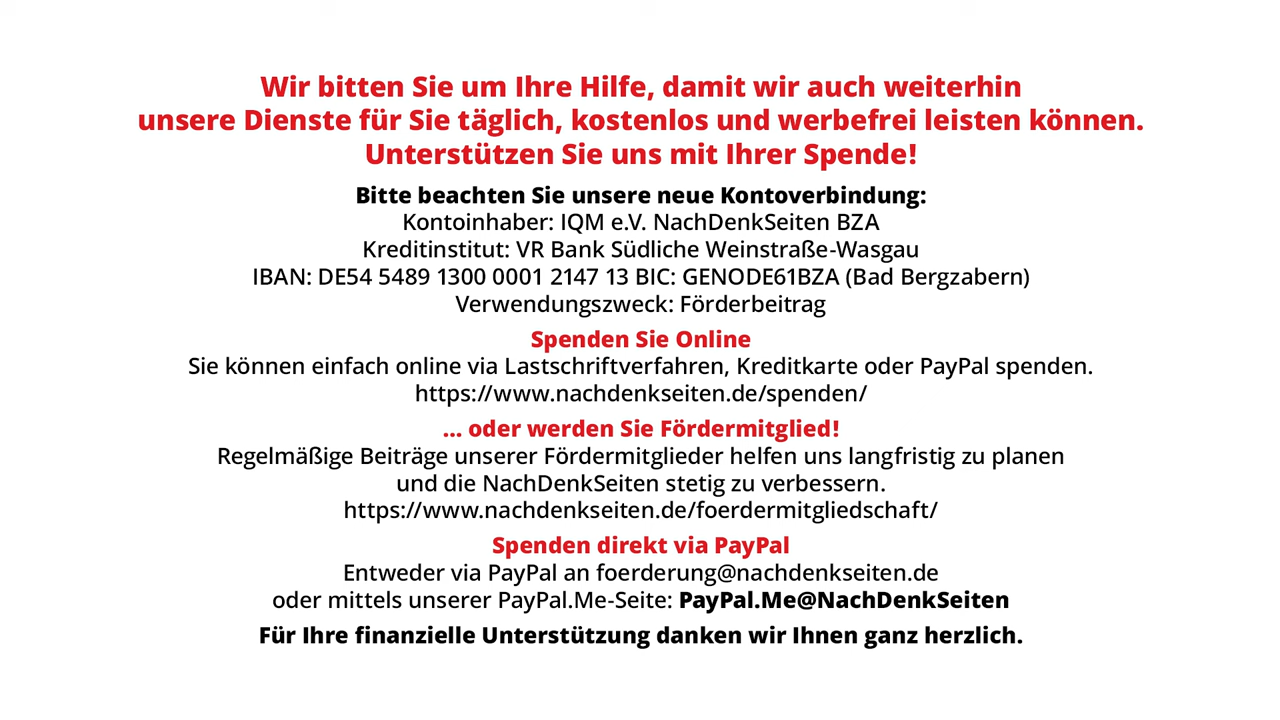 Wir bitten Sie um Ihre Hilfe, damit wir auch weiterhin
unsere Dienste für Sie täglich, kostenlos und werbefrei leisten können.
Unterstützen Sie uns mit Ihrer Spende!
Bitte beachten Sie unsere neue Kontoverbindung:
Kontoinhaber: IQM e.V. NachDenkSeiten BZA
Kreditinstitut: VR Bank Südliche Weinstraße-Wasgau
IBAN: DE54 5489 1300 0001 2147 13 BIC: GENODE61BZA (Bad Bergzabern)
Verwendungszweck: Förderbeitrag
Spenden Sie Online
Sie können einfach online via Lastschriftverfahren, Kreditkarte oder PayPal spenden.
https://www.nachdenkseiten.de/spenden/
... oder werden Sie Fördermitglied!
Regelmäßige Beiträge unserer Fördermitglieder helfen uns langfristig zu planen
und die NachDenkSeiten stetig zu verbessern.
https://www.nachdenkseiten.de/foerdermitgliedschaft/
Spenden direkt via PayPal
Entweder via PayPal an foerderung@nachdenkseiten.de
oder mittels unserer PayPal.Me-Seite: PayPal.Me@NachDenkSeiten
Für Ihre finanzielle Unterstützung danken wir Ihnen ganz herzlich.